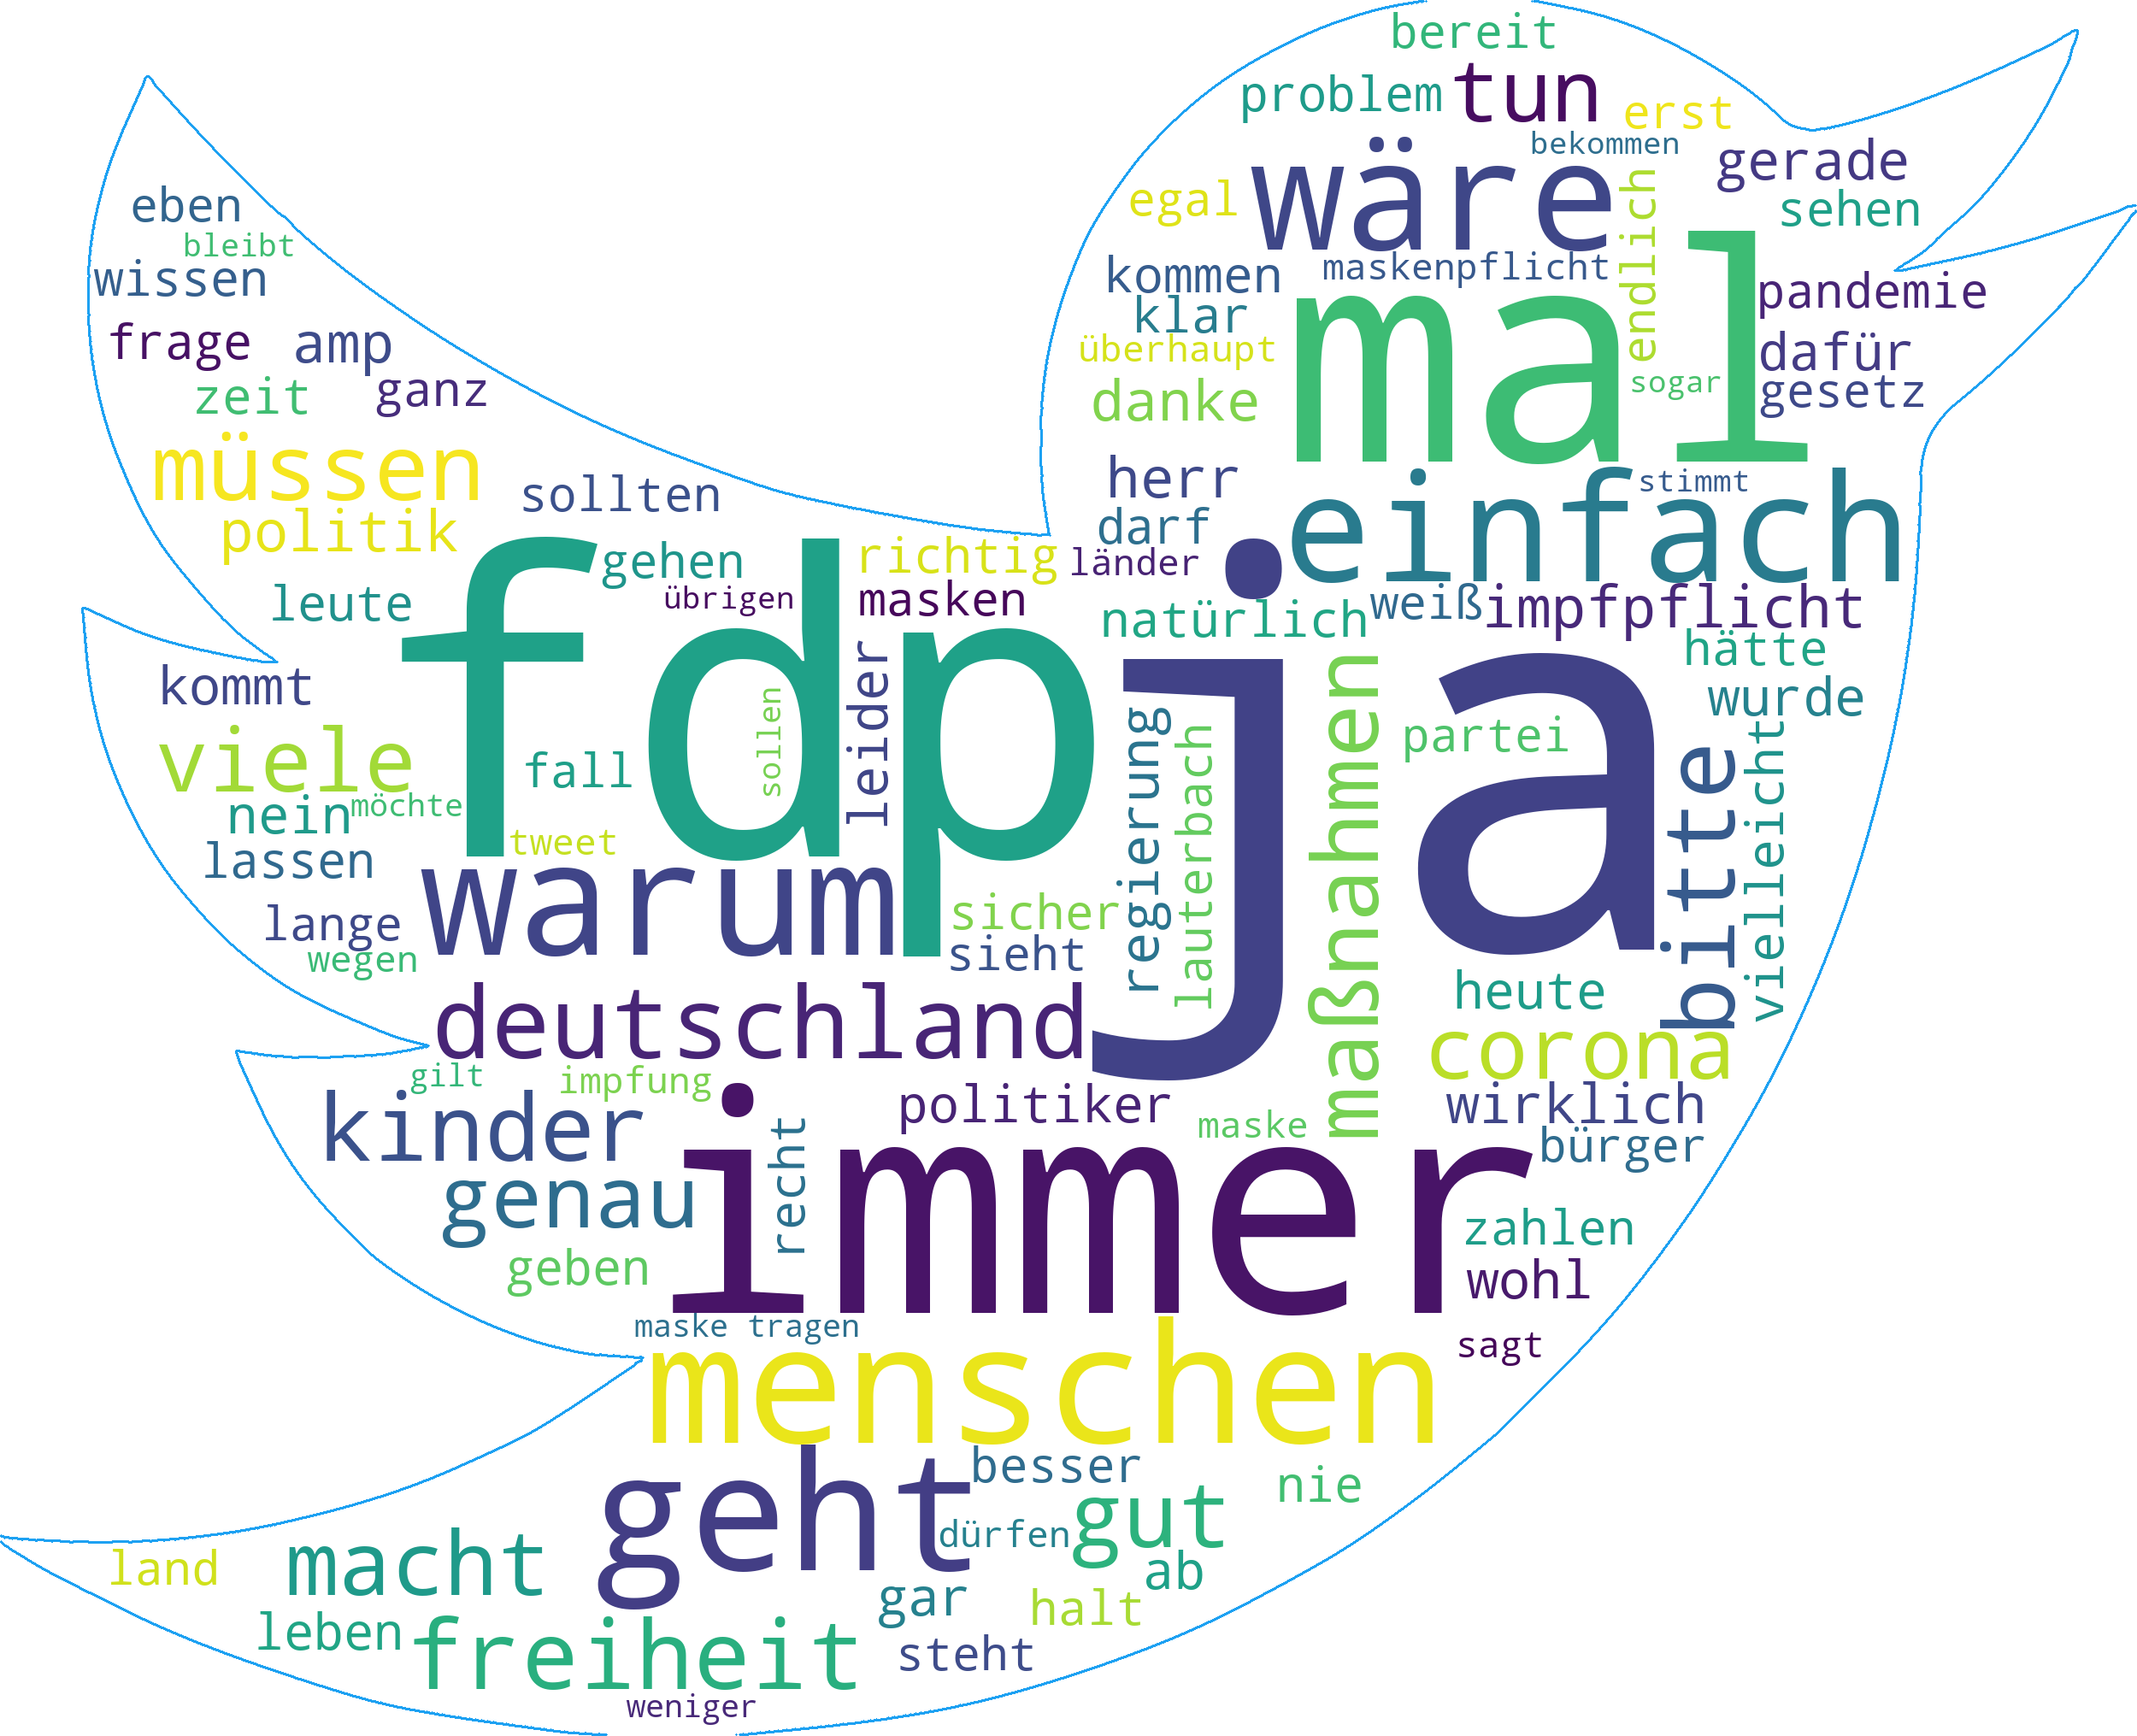 bereit
problem
tun
erst
bekommen
wäre
gerade
eben
egal
endlich
sehen
bleibt
wissen
kommen
maskenpflicht
mal
pandemie
frage
amp
klar
überhaupt
dafür
zeit
ganz
danke
sogar
gesetz
müssen
sollten
herr
einfach
stimmt
politik
gehen
richtig
darf
länder
leute
übrigen
masken
natürlich
weiß
impfpflicht
hätte
kommt
fdp
ja
wurde
viele
fall
sollen
leider
regierung
lauterbach
maßnahmen
partei
bitte
vielleicht
nein
möchte
tweet
lassen
warum
sicher
lange
wegen
sieht
heute
deutschland
corona
gilt
impfung
kinder
politiker
maske
wirklich
bürger
genau
recht
immer
zahlen
geben
wohl
maske tragen
sagt
menschen
geht
besser
nie
macht
dürfen
gut
land
ab
gar
halt
leben
freiheit
steht
weniger